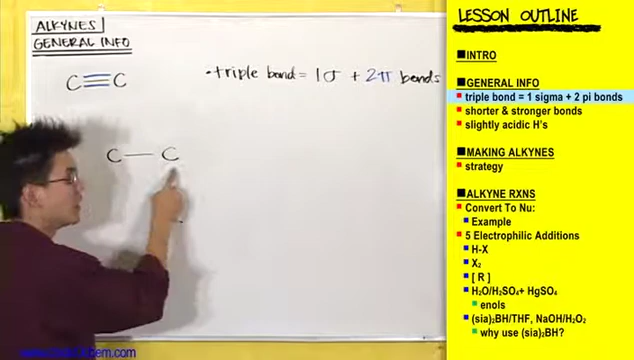 ALKYNES
GENERAL INFO
C≡C
• triple bond = 1σ + 2π bonds
C — C
LESSON OUTLINE
INTRO
GENERAL INFO
triple bond = 1 sigma + 2 pi bonds
shorter & stronger bonds
slightly acidic H's
MAKING ALKYNES
strategy
ALKYNE RXNS
Convert To Nu:
Example
5 Electrophilic Additions
H-X
X₂
[ R ]
H₂O/H₂SO₄+ HgSO₄
enols
(sia)₂BH/THF, NaOH/H₂O₂
why use (sia)₂BH?